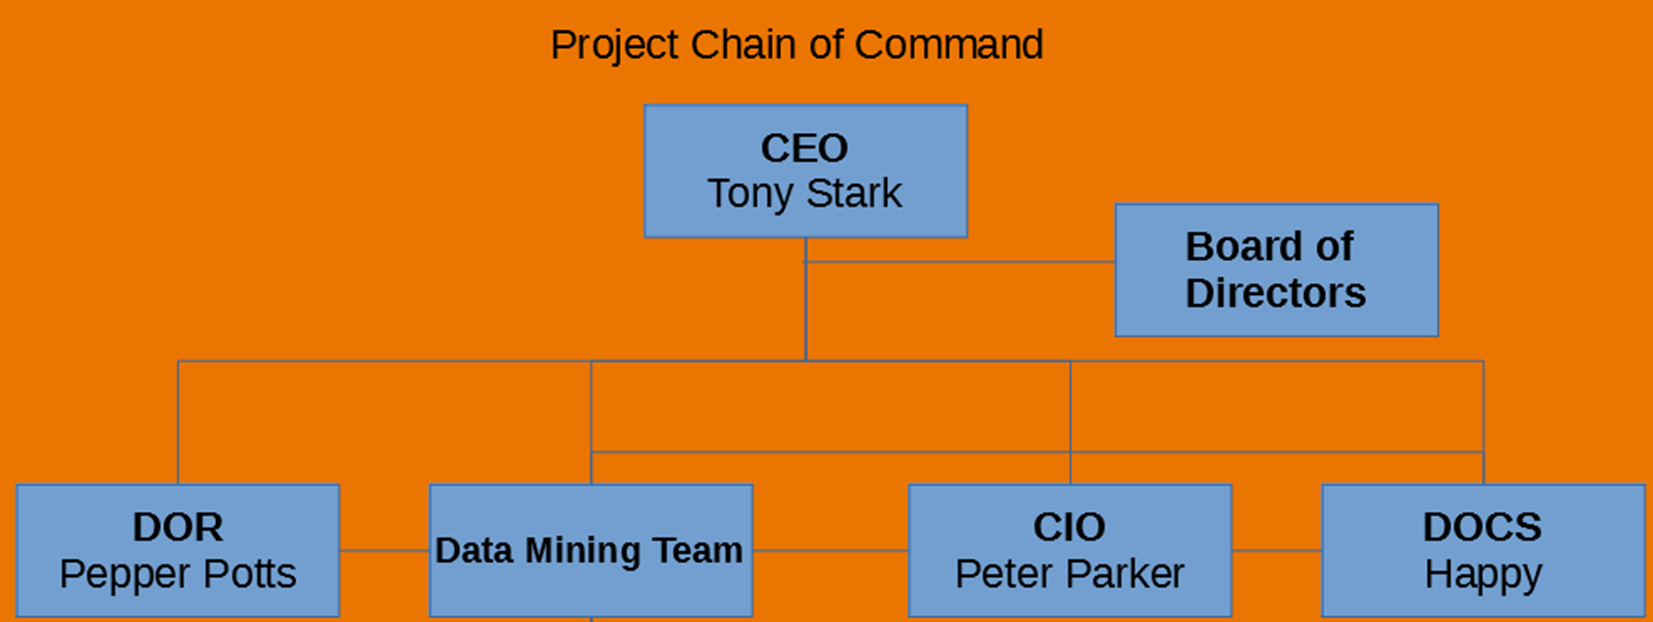 Project Chain of Command
CEO
Tony Stark
Board of
Directors
DOR
Pepper Potts
Data Mining Team
CIO
Peter Parker
DOCS
Happy